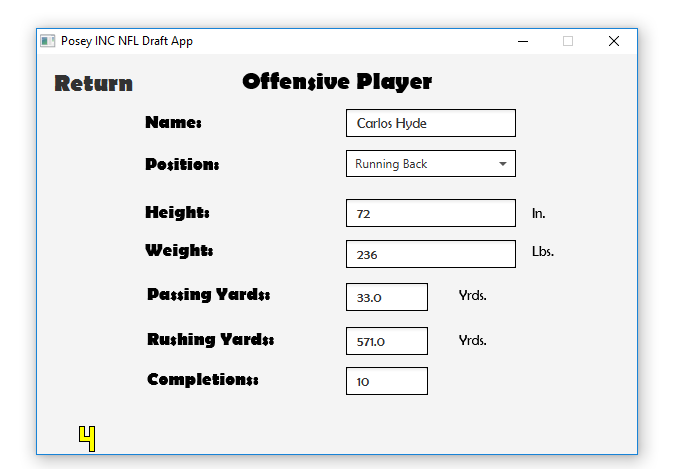 Posey INC NFL Draft App
Return
Offensive Player
Name: Carlos Hyde
Position: Running Back
Height: 72 In.
Weight: 236 Lbs.
Passing Yards: 33.0 Yrds.
Rushing Yards: 571.0 Yrds.
Completions: 10
4